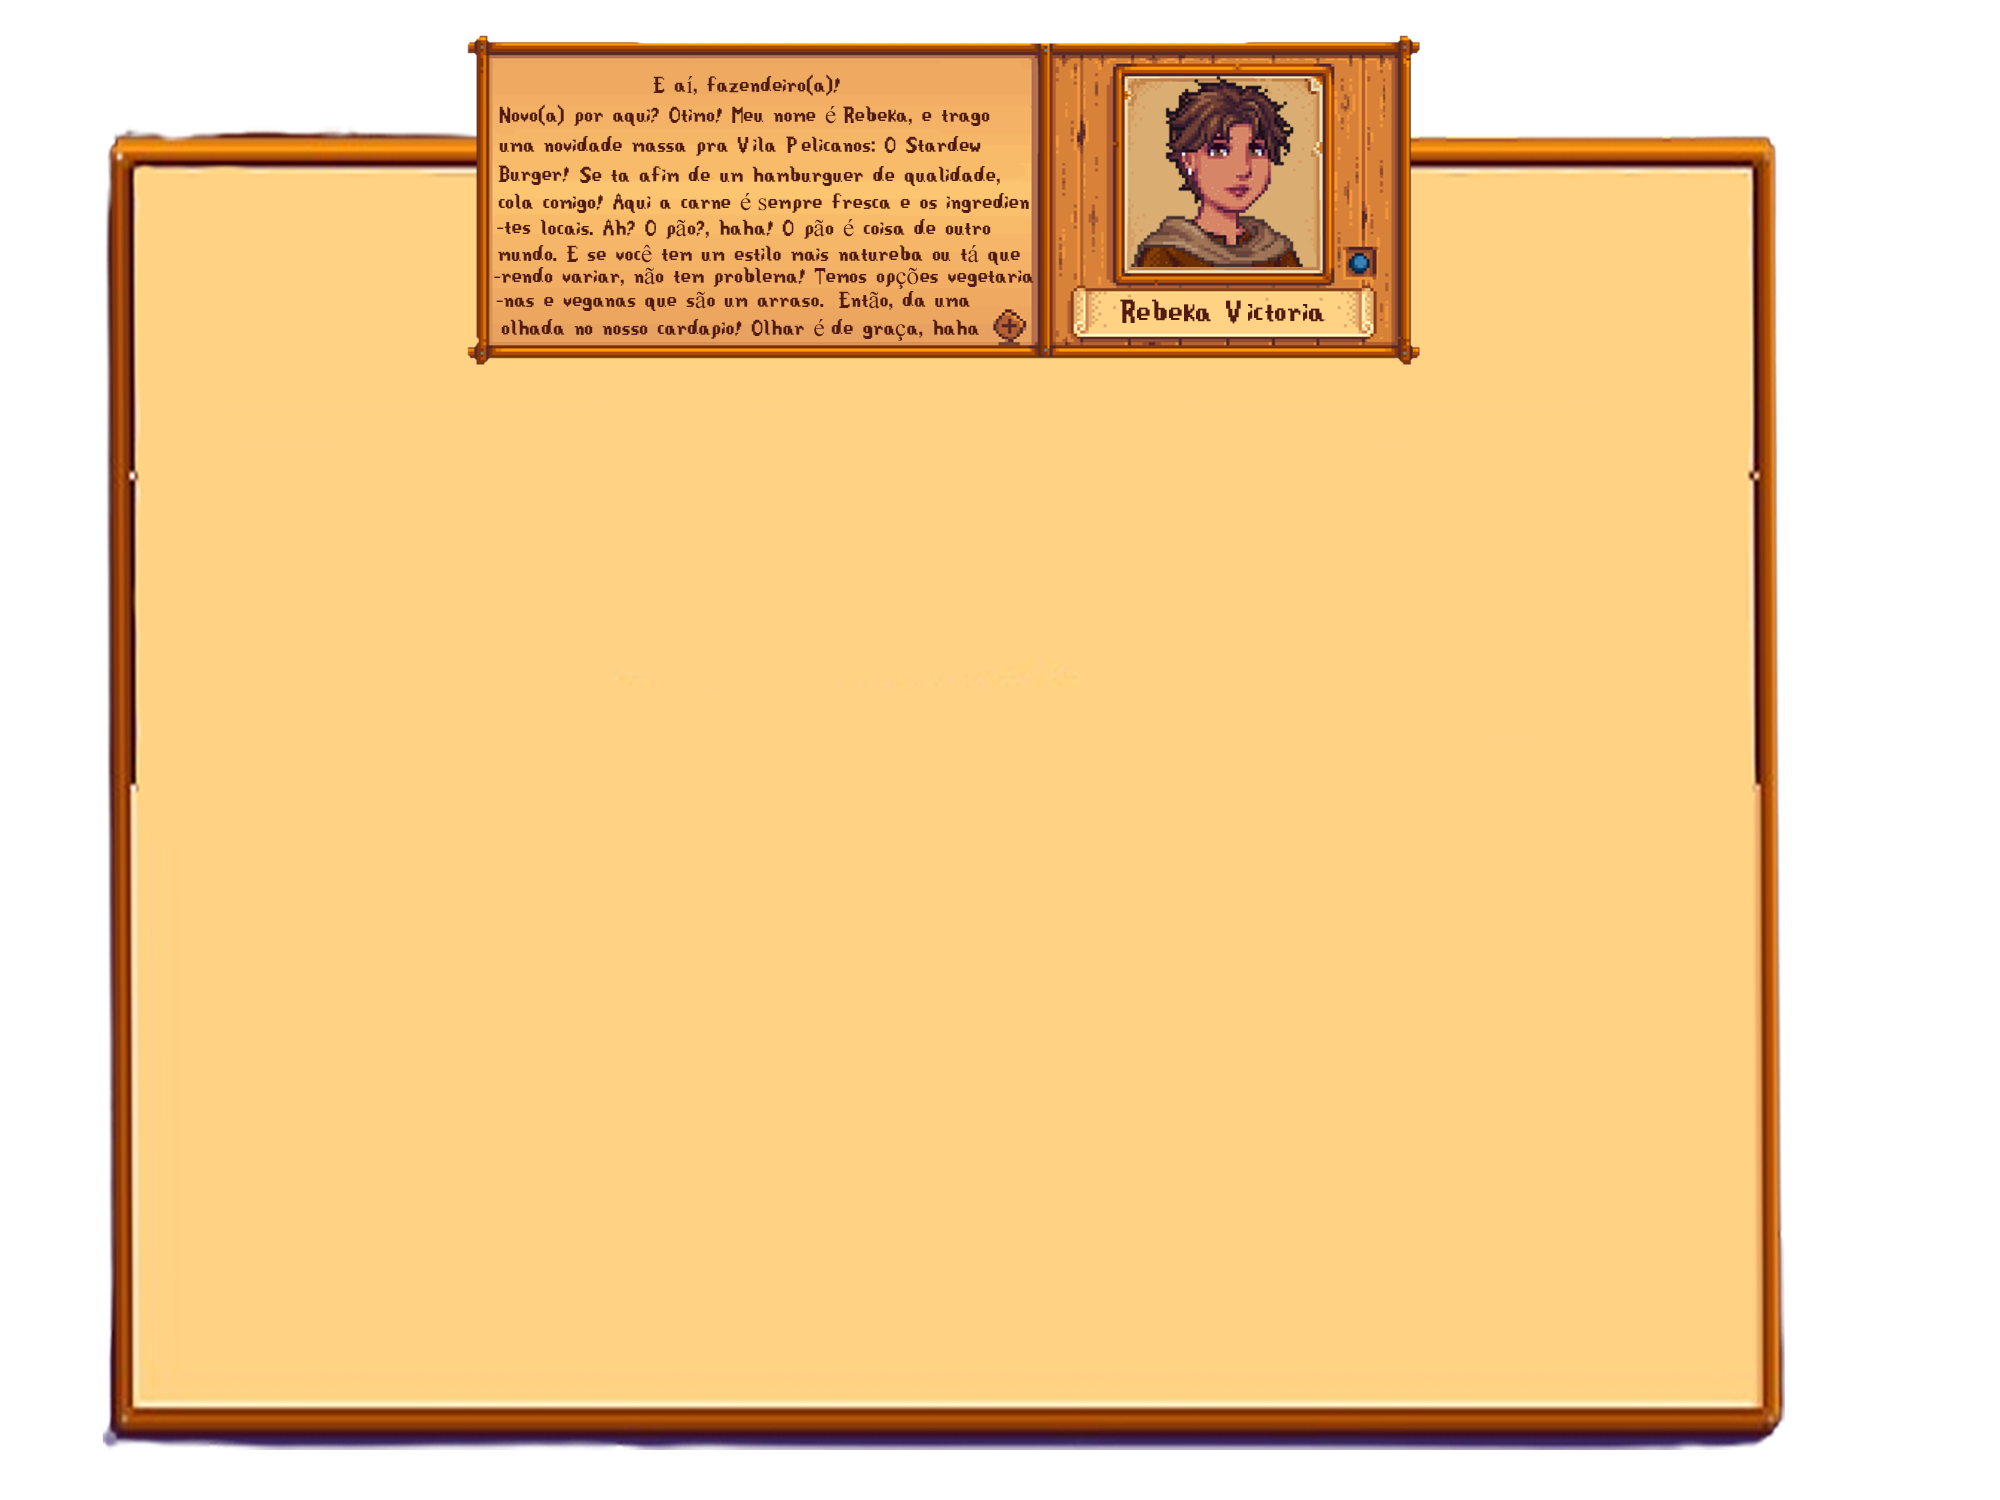 E aí, fazendeiro(a)!
Novo(a) por aqui? Otimo! Meu nome é Rebeka, e trago
uma novidade massa pra Vila Pelicanos: O Stardew
Burger! Se ta afim de um hamburguer de qualidade,
cola comigo! Aqui a carne é sempre fresca e os ingredien
-tes locais. Ah? O pão?, haha! O pão é coisa de outro
mundo. E se você tem um estilo mais natureba ou tá que
-rendo variar, não tem problema! Temos opções vegetaria
-nas e veganas que são um arraso. Então, da uma
olhada no nosso cardapio! Olhar é de graça, haha
Rebeka Victoria